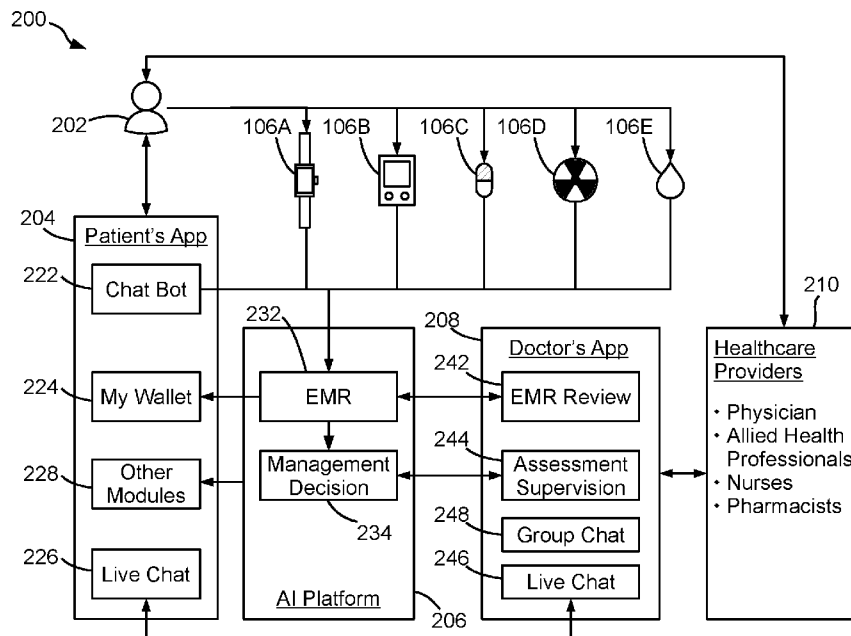 200
202
106A
106B
106C
106D
106E
204
Patient's App
222
Chat Bot
224
My Wallet
228
Other
Modules
226
Live Chat
232
EMR
Management
Decision
234
AI Platform
206
208
Doctor's App
242
EMR Review
244
Assessment
Supervision
248
Group Chat
246
Live Chat
210
Healthcare
Providers
• Physician
• Allied Health
Professionals
• Nurses
• Pharmacists